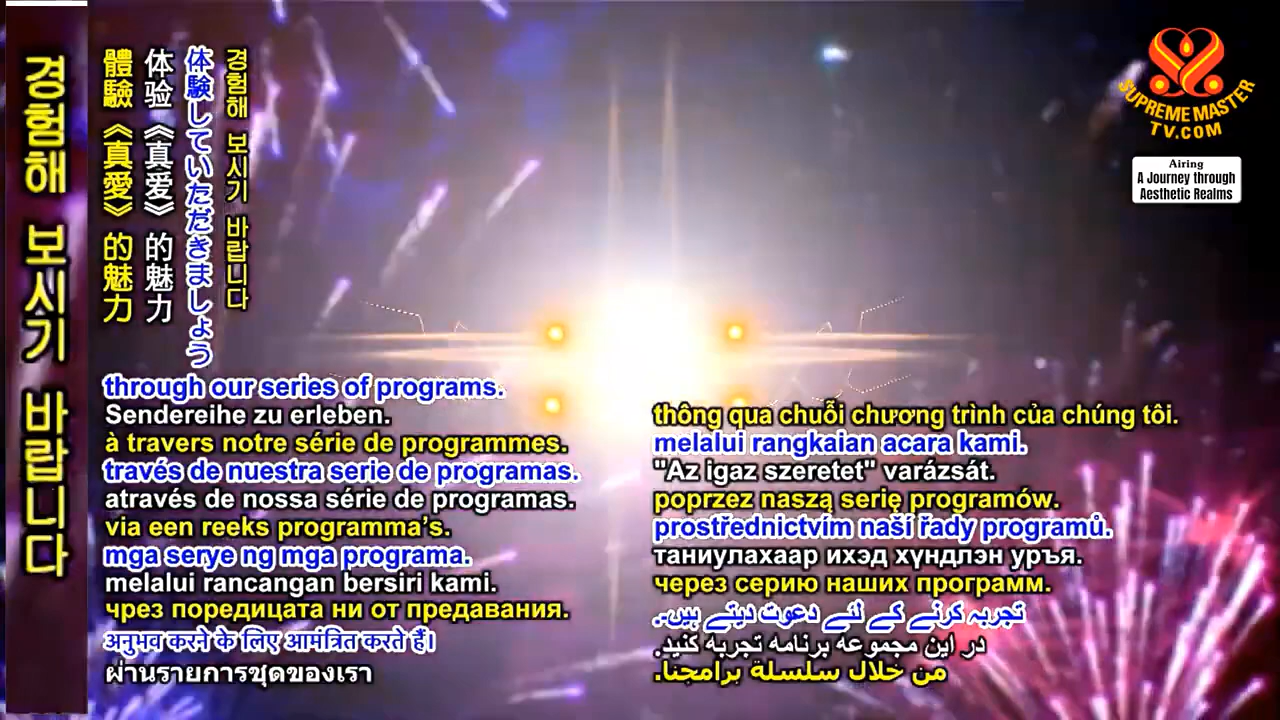 경험해 보시기 바랍니다
體驗《真愛》的魅力
体验《真爱》的魅力
体験していただきましょう
경험해 보시기 바랍니다
through our series of programs.
Sendereihe zu erleben.
à travers notre série de programmes.
través de nuestra serie de programas.
através de nossa série de programas.
via een reeks programma’s.
mga serye ng mga programa.
melalui rancangan bersiri kami.
чрез поредицата ни от предавания.
अनुभव करने के लिए आमंत्रित करते हैं।
ผ่านรายการชุดของเรา
thông qua chuỗi chương trình của chúng tôi.
melalui rangkaian acara kami.
"Az igaz szeretet" varázsát.
poprzez naszą serię programów.
prostřednictvím naší řady programů.
таниулахаар ихэд хүндлэн уръя.
через серию наших программ.
تجربہ کرنے کے لئے دعوت دیتے ہیں۔.
در این مجموعه برنامه تجربه کنید.
من خلال سلسلة برامجنا.
SUPREME MASTER
TV.COM
Airing
A Journey through
Aesthetic Realms